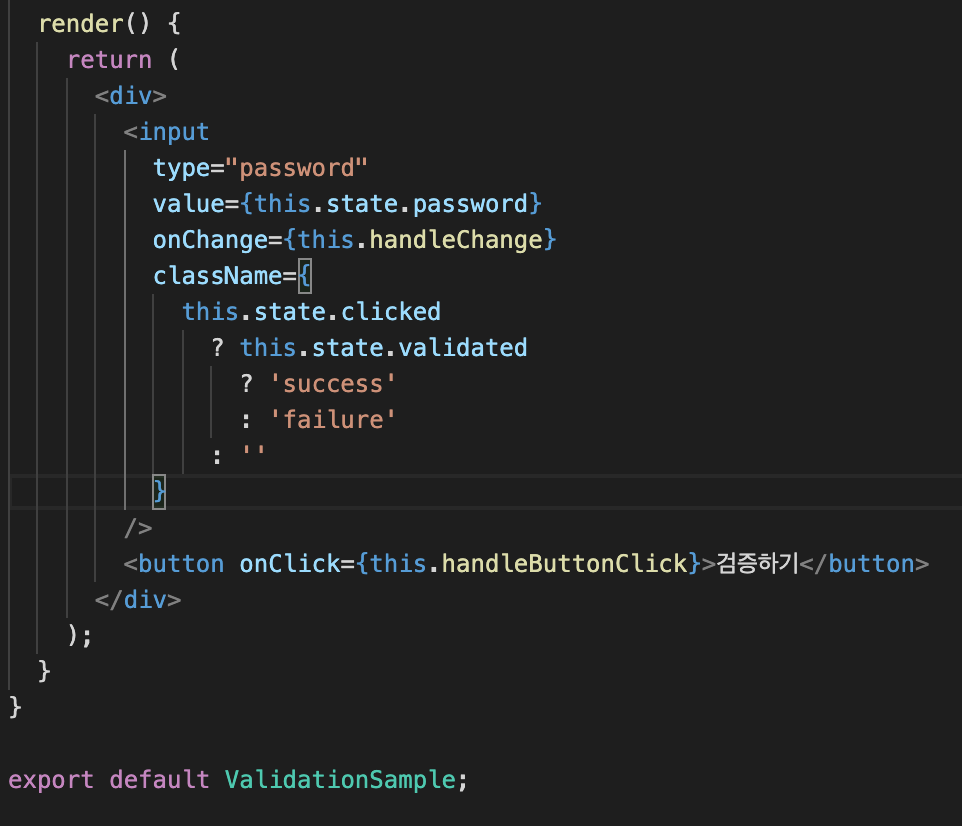 render() {
return (
<div>
<input
type="password"
value={this.state.password}
onChange={this.handleChange}
className={
this.state.clicked
? this.state.validated
? 'success'
: 'failure'
: ''
}
/>
<button onClick={this.handleButtonClick}>검증하기</button>
</div>
);
}
}
export default ValidationSample;